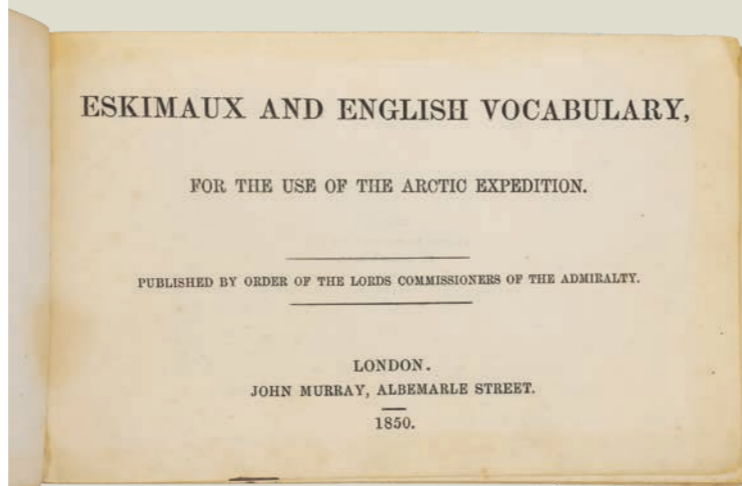 ESKIMAUX AND ENGLISH VOCABULARY,
FOR THE USE OF THE ARCTIC EXPEDITION.
PUBLISHED BY ORDER OF THE LORDS COMMISSIONERS OF THE ADMIRALTY.
LONDON.
JOHN MURRAY, ALBEMARLE STREET.
1850.